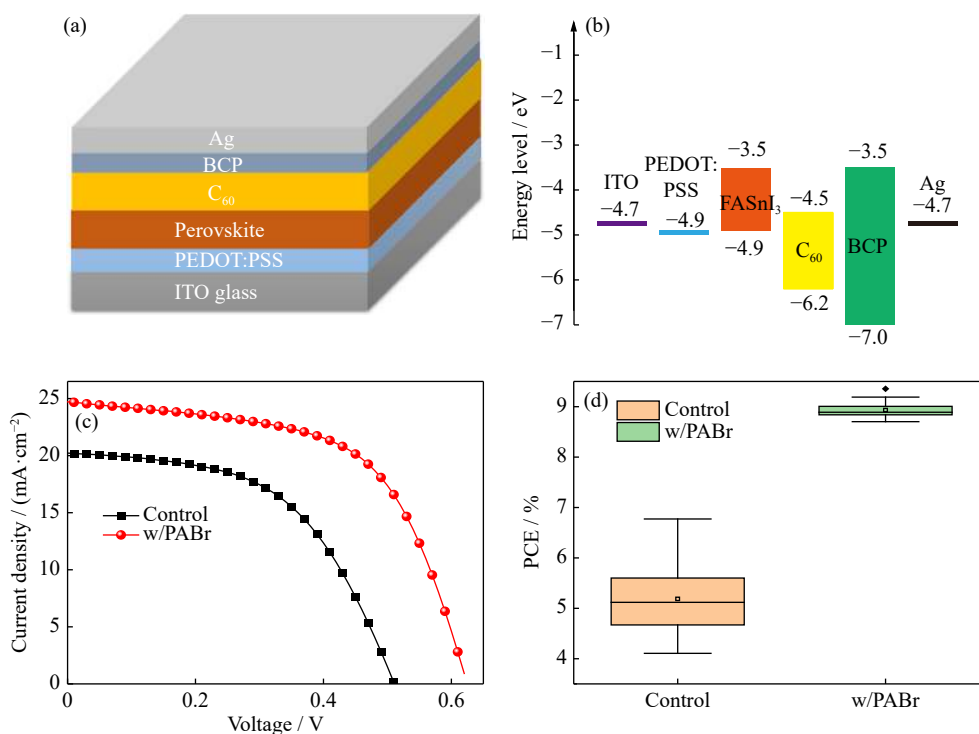 (a)
Ag
BCP
C₆₀
Perovskite
PEDOT:PSS
ITO glass
(b)
Energy level / eV
−1
−2
−3
−4
−5
−6
−7
ITO
−4.7
PEDOT:
PSS
−4.9
−3.5
FASnI₃
−4.9
−4.5
C₆₀
−6.2
−3.5
BCP
−7.0
Ag
−4.7
(c)
Current density / (mA·cm⁻²)
25
20
15
10
5
0
Control
w/PABr
0
0.2
0.4
0.6
Voltage / V
(d)
PCE / %
9
8
7
6
5
4
Control
w/PABr
Control
w/PABr